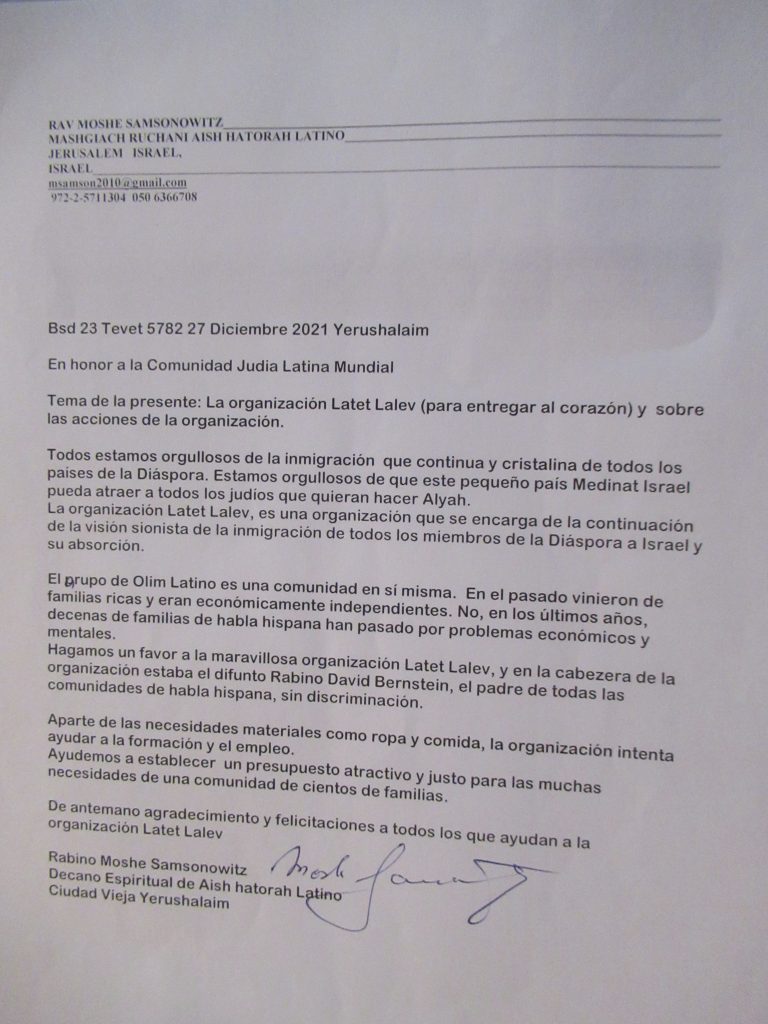 RAV MOSHE SAMSONOWITZ
MASHGIACH RUCHANI AISH HATORAH LATINO
JERUSALEM ISRAEL,
ISRAEL
msamson2010@gmail.com
972-2-5711304 050 6366708
Bsd 23 Tevet 5782 27 Diciembre 2021 Yerushalaim
En honor a la Comunidad Judia Latina Mundial
Tema de la presente: La organización Latet Lalev (para entregar al corazón) y sobre
las acciones de la organización.
Todos estamos orgullosos de la inmigración que continua y cristalina de todos los
paises de la Diáspora. Estamos orgullosos de que este pequeño país Medinat Israel
pueda atraer a todos los judíos que quieran hacer Alyah.
La organización Latet Lalev, es una organización que se encarga de la continuación
de la visión sionista de la inmigración de todos los miembros de la Diáspora a Israel y
su absorción.
El grupo de Olim Latino es una comunidad en sí misma. En el pasado vinieron de
familias ricas y eran económicamente independientes. No, en los últimos años,
decenas de familias de habla hispana han pasado por problemas económicos y
mentales.
Hagamos un favor a la maravillosa organización Latet Lalev, y en la cabezera de la
organización estaba el difunto Rabino David Bernstein, el padre de todas las
comunidades de habla hispana, sin discriminación.
Aparte de las necesidades materiales como ropa y comida, la organización intenta
ayudar a la formación y el empleo.
Ayudemos a establecer un presupuesto atractivo y justo para las muchas
necesidades de una comunidad de cientos de familias.
De antemano agradecimiento y felicitaciones a todos los que ayudan a la
organización Latet Lalev
Rabino Moshe Samsonowitz
Decano Espiritual de Aish hatorah Latino
Ciudad Vieja Yerushalaim